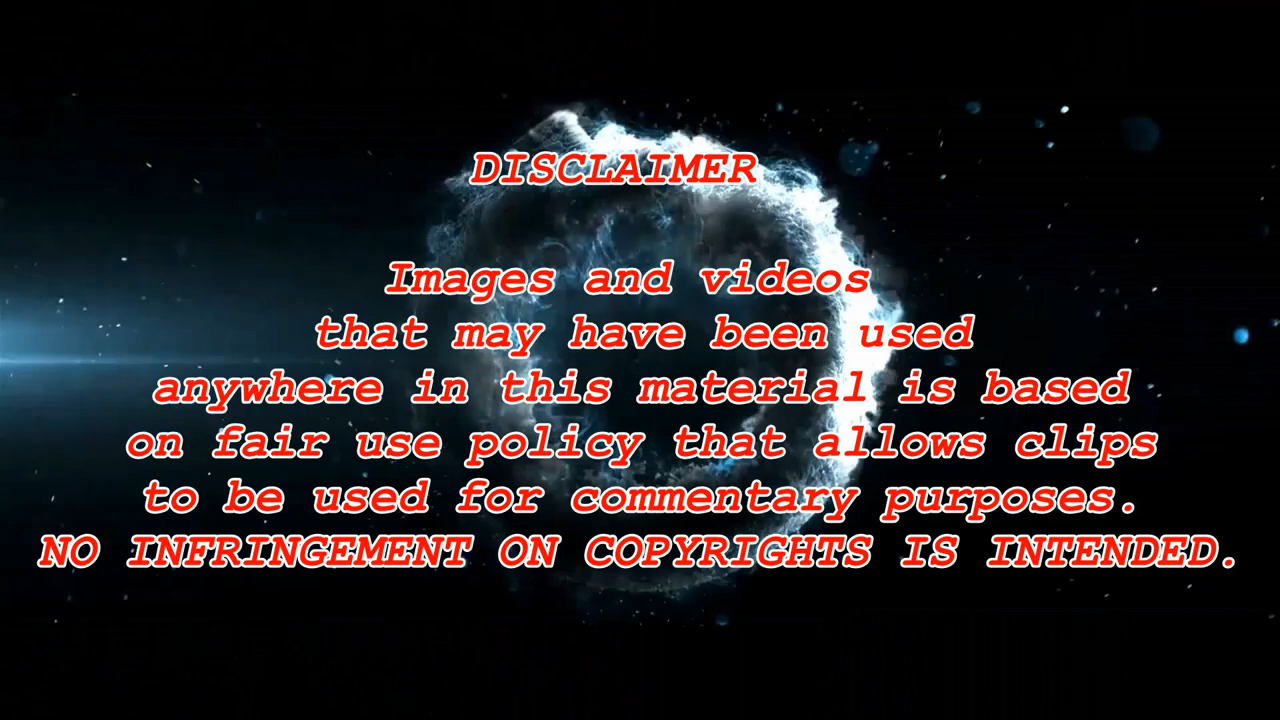 DISCLAIMER
Images and videos
that may have been used
anywhere in this material is based
on fair use policy that allows clips
to be used for commentary purposes.
NO INFRINGEMENT ON COPYRIGHTS IS INTENDED.